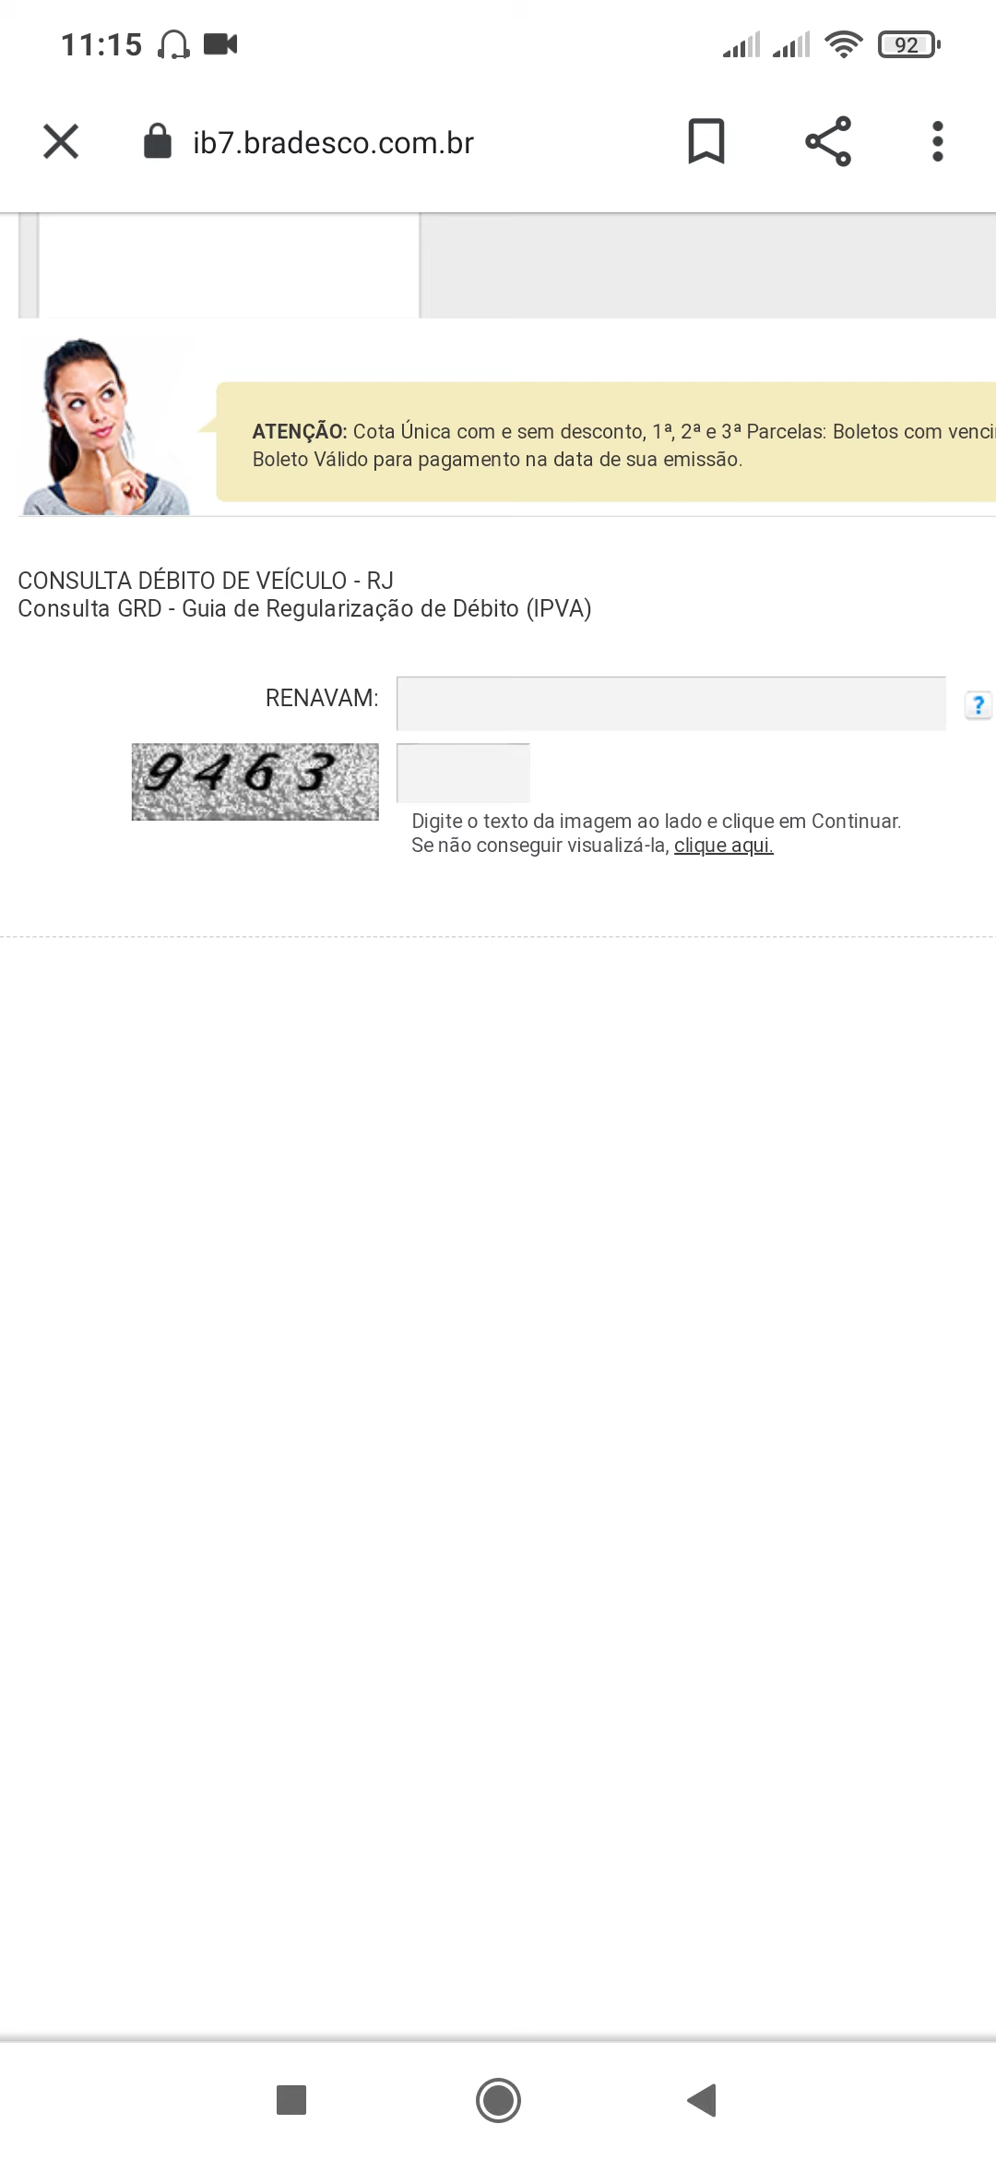 11:15
92
ib7.bradesco.com.br
ATENÇÃO: Cota Única com e sem desconto, 1ª, 2ª e 3ª Parcelas: Boletos com venci
Boleto Válido para pagamento na data de sua emissão.
CONSULTA DÉBITO DE VEÍCULO - RJ
Consulta GRD - Guia de Regularização de Débito (IPVA)
RENAVAM:
?
9463
Digite o texto da imagem ao lado e clique em Continuar.
Se não conseguir visualizá-la, clique aqui.